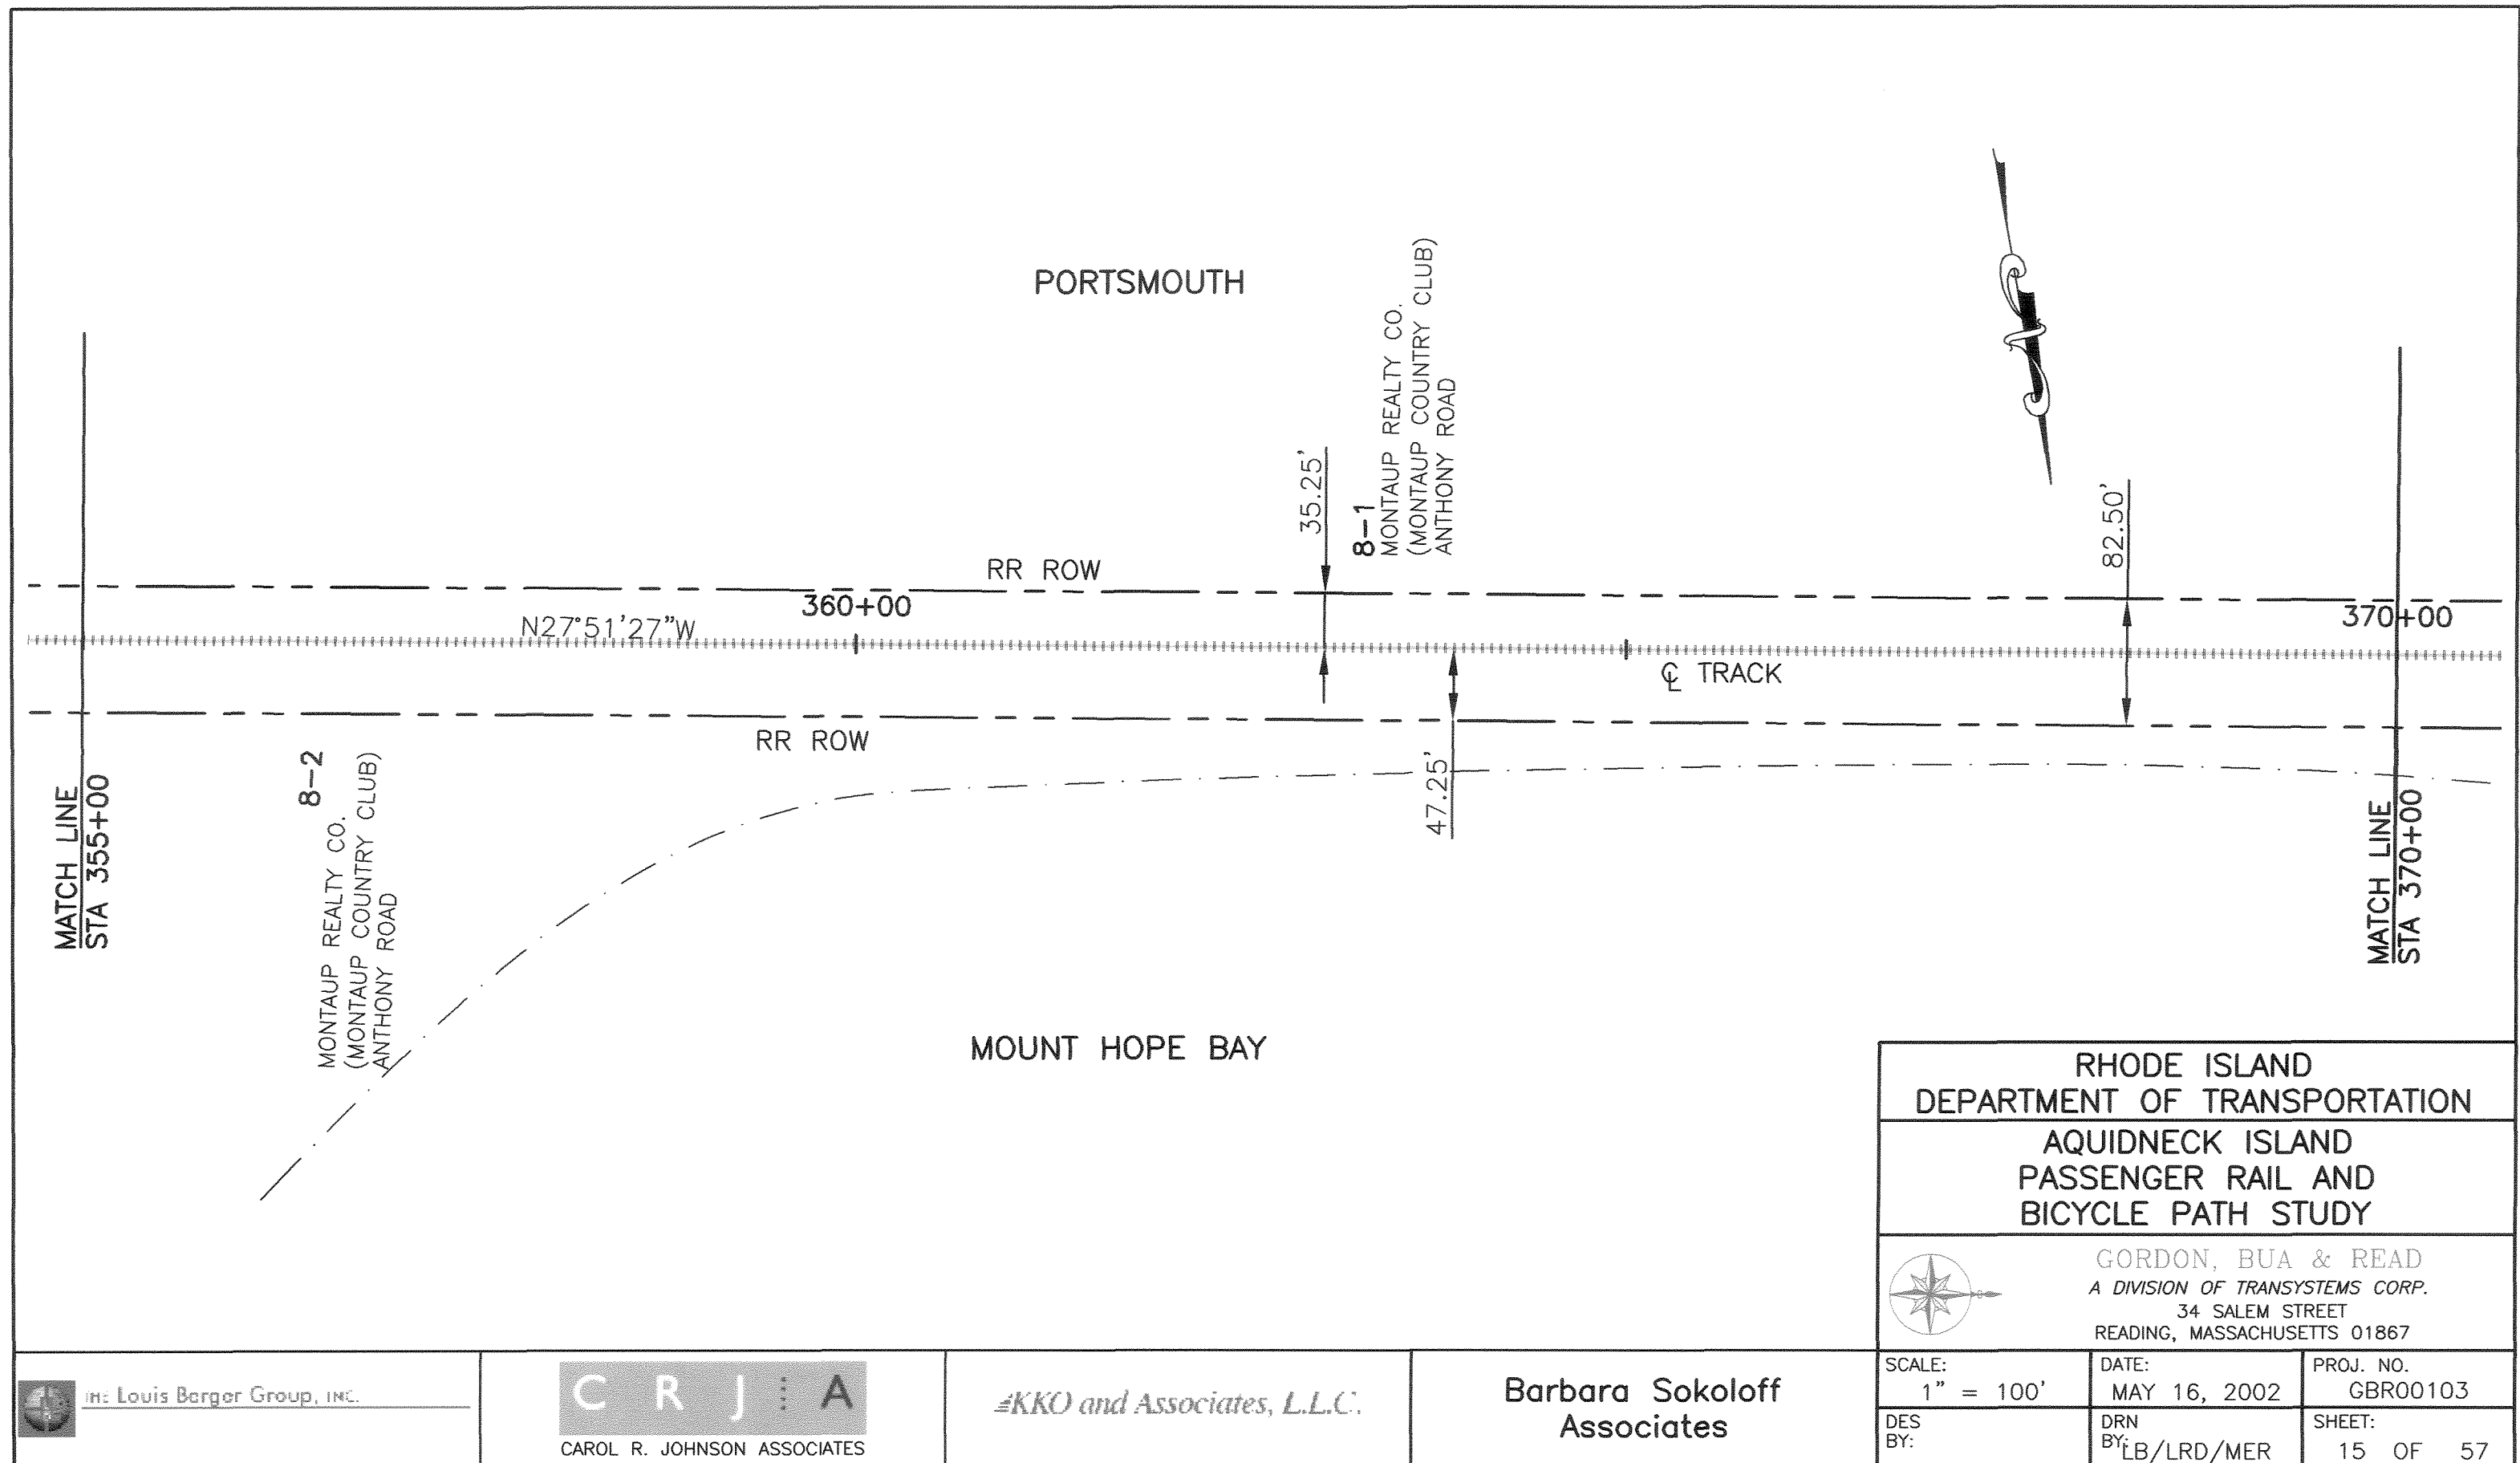 PORTSMOUTH
35.25'
8-1
MONTAUP REALTY CO.
(MONTAUP COUNTRY CLUB)
ANTHONY ROAD
82.50'
RR ROW
360+00
370+00
N27°51'27"W
℄ TRACK
RR ROW
47.25'
MATCH LINE
STA 355+00
8-2
MONTAUP REALTY CO.
(MONTAUP COUNTRY CLUB)
ANTHONY ROAD
MATCH LINE
STA 370+00
MOUNT HOPE BAY
RHODE ISLAND
DEPARTMENT OF TRANSPORTATION
AQUIDNECK ISLAND
PASSENGER RAIL AND
BICYCLE PATH STUDY
GORDON, BUA & READ
A DIVISION OF TRANSYSTEMS CORP.
34 SALEM STREET
READING, MASSACHUSETTS 01867
THE Louis Berger Group, INC.
C R J A
CAROL R. JOHNSON ASSOCIATES
KKO and Associates, L.L.C.
Barbara Sokoloff
Associates
SCALE:
1" = 100'
DATE:
MAY 16, 2002
PROJ. NO.
GBR00103
DES
BY:
DRN
BY: LB/LRD/MER
SHEET:
15 OF 57